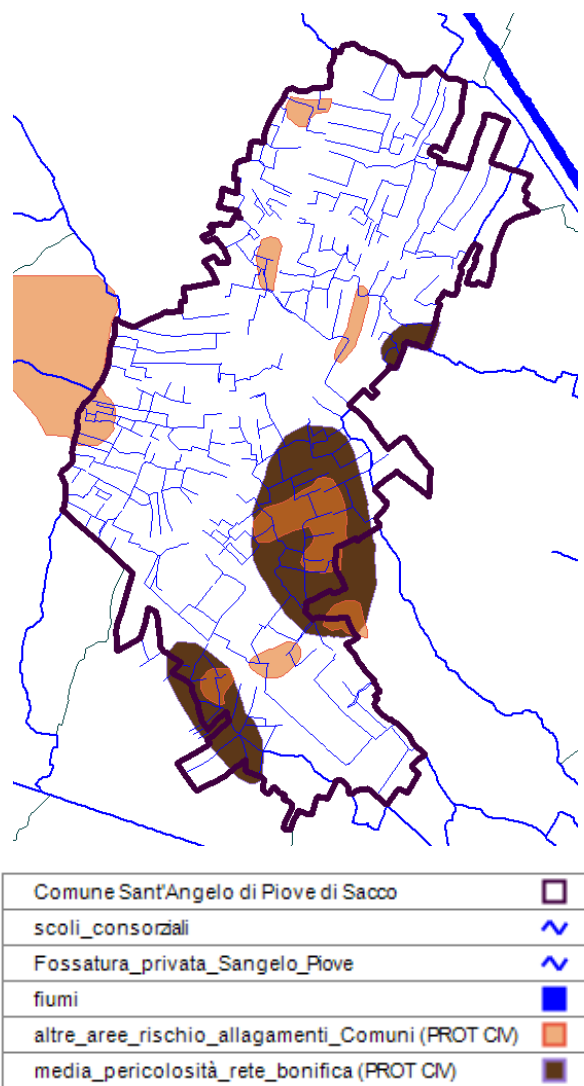 Comune Sant'Angelo di Piove di Sacco
scoli_consorziali
Fossatura_privata_Sangelo_Piove
fiumi
altre_aree_rischio_allagamenti_Comuni (PROT CIV)
media_pericolosità_rete_bonifica (PROT CIV)